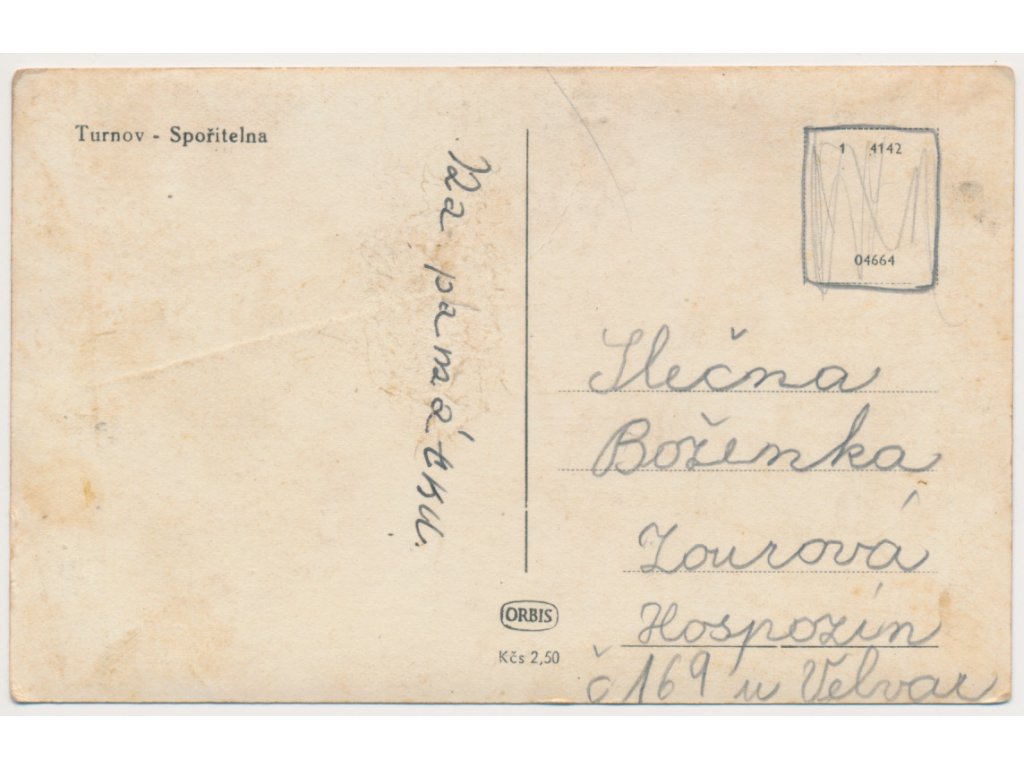 Turnov - Spořitelna
Na památku.
1 4142
04664
Slečna
Boženka
Zourová
Hospozín
č 169 u Velvar
ORBIS
Kčs 2,50